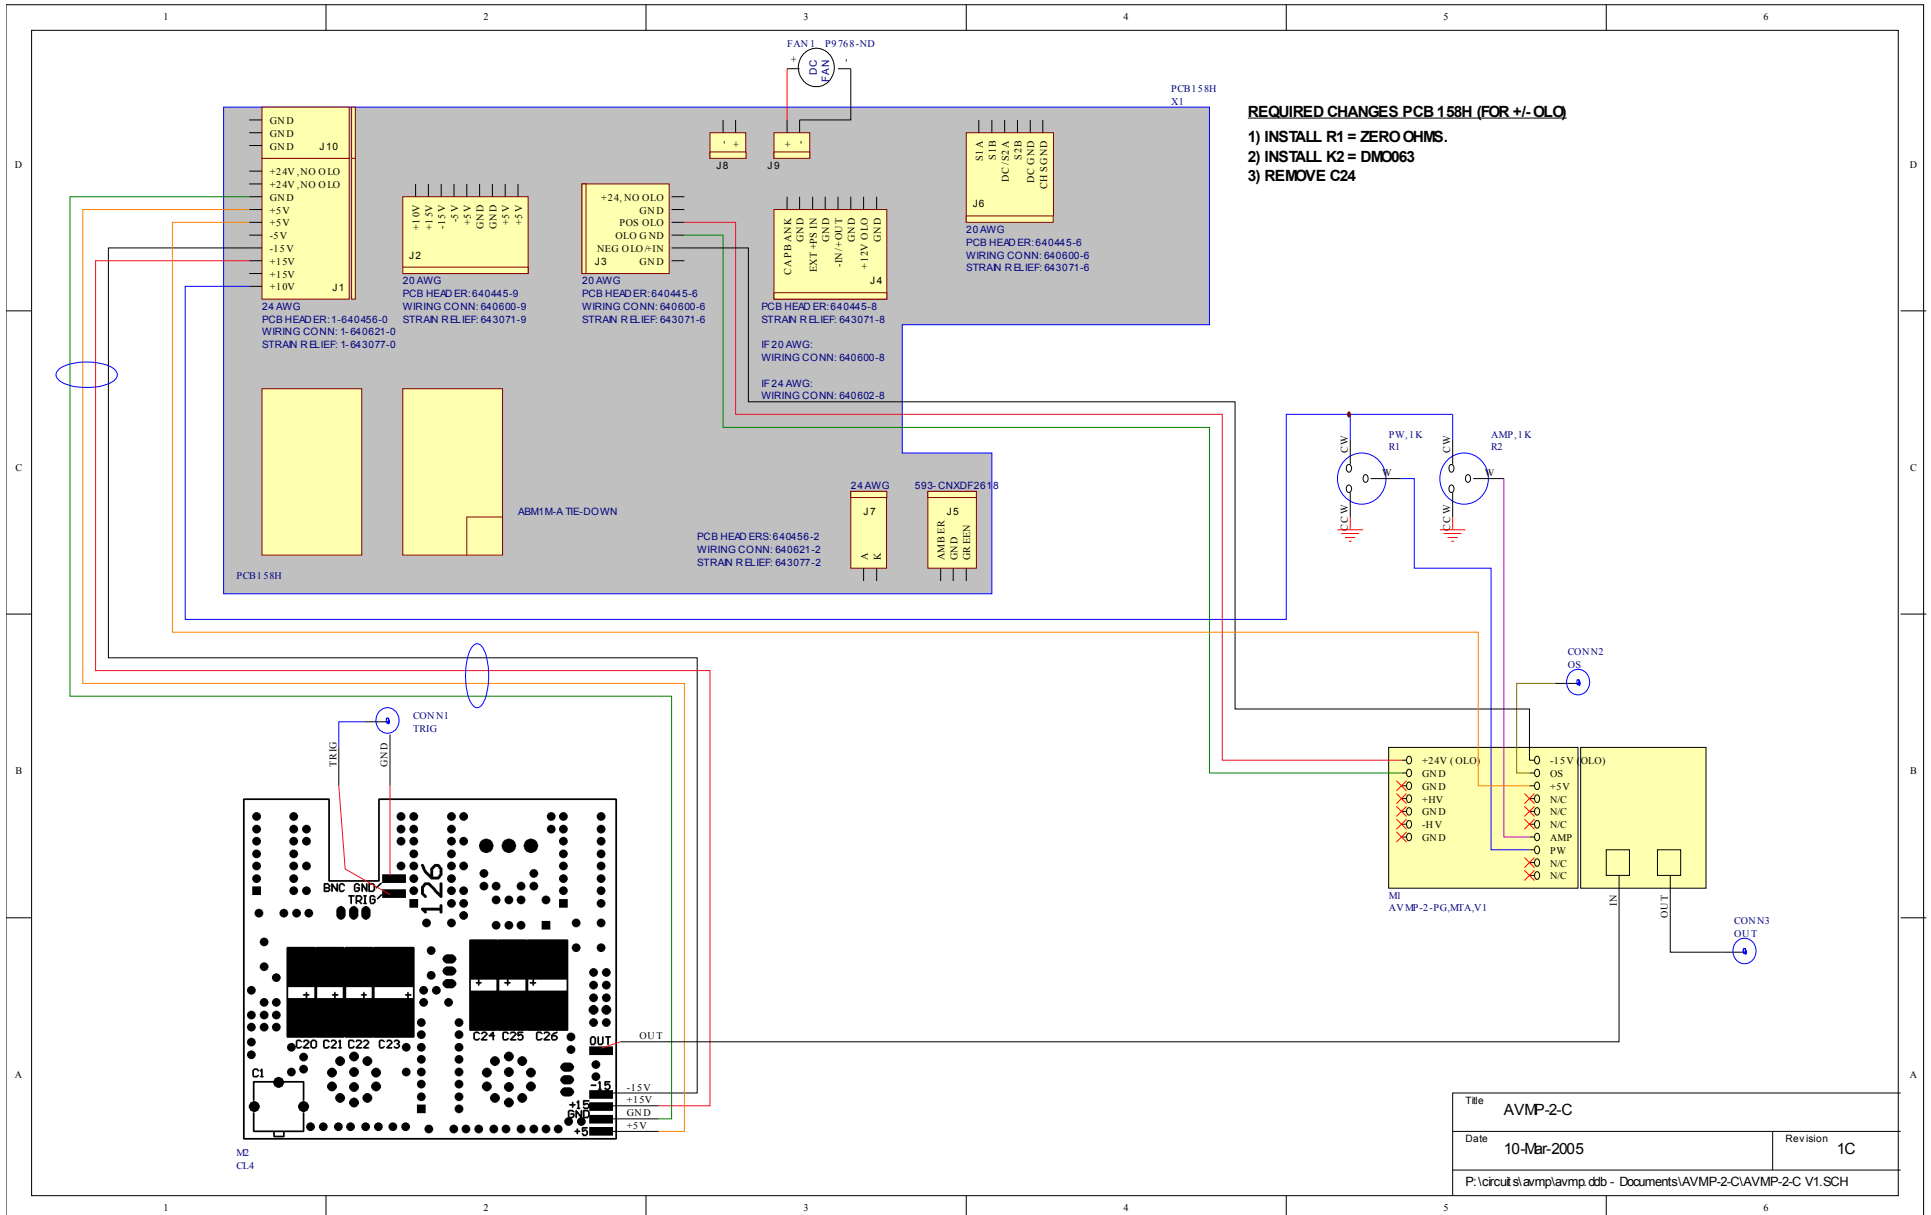 1 2 3 4 5 6
D
D
C
C
B
B
A
A
FAN1 P9768-ND
+ -
DC FAN
PCB158H
X1
REQUIRED CHANGES PCB 158H (FOR +/- OLO)
1) INSTALL R1 = ZERO OHMS.
2) INSTALL K2 = DMO063
3) REMOVE C24
GND
GND
GND
J10
+24V, NO OLO
+24V, NO OLO
GND
+5V
+5V
-5V
-15V
+15V
+15V
+10V
J1
24 AWG
PCB HEADER: 1-640456-0
WIRING CONN: 1-640621-0
STRAIN RELIEF: 1-643077-0
+10V
+15V
-15V
-5V
+5V
GND
GND
+5V
+5V
J2
20 AWG
PCB HEADER: 640445-9
WIRING CONN: 640600-9
STRAIN RELIEF: 643071-9
+24, NO OLO
GND
POS OLO
OLO GND
NEG OLO/+IN
GND
J3
20 AWG
PCB HEADER: 640445-6
WIRING CONN: 640600-6
STRAIN RELIEF: 643071-6
- +
J8
+ -
J9
CAP BANK
GND
EXT +PS IN
GND
-IN/+OUT
GND
+12V OLO
GND
J4
PCB HEADER: 640445-8
STRAIN RELIEF: 643071-8
IF 20 AWG:
WIRING CONN: 640600-8
IF 24 AWG:
WIRING CONN: 640602-8
S1A
S1B
DC/S2A
S2B
DC GND
CHS GND
J6
20 AWG
PCB HEADER: 640445-6
WIRING CONN: 640600-6
STRAIN RELIEF: 643071-6
ABM1M-A TIE-DOWN
PCB158H
24 AWG
J7
A
K
PCB HEADERS: 640456-2
WIRING CONN: 640621-2
STRAIN RELIEF: 643077-2
593-CNXDF2618
J5
AMBER
GND
GREEN
PW, 1K
R1
CW
W
CCW
AMP, 1K
R2
CW
W
CCW
CONN2
OS
CONN1
TRIG
TRIG
GND
BNC GND
TRIG
126
+ + + +
C20 C21 C22 C23
+ + +
C24 C25 C26
C1
OUT
-15
+15
GND
+5
OUT
-15V
+15V
GND
+5V
M2
CL4
+24V (OLO)
GND
GND
+HV
GND
-HV
GND
-15V (OLO)
OS
+5V
N/C
N/C
N/C
AMP
PW
N/C
N/C
M1
AVMP-2-PG,MTA,V1
IN
OUT
CONN3
OUT
Title
AVMP-2-C
Date
10-Mar-2005
Revision
1C
P:\circuits\avmp\avmp.ddb - Documents\AVMP-2-C\AVMP-2-C V1.SCH
1 2 3 4 5 6